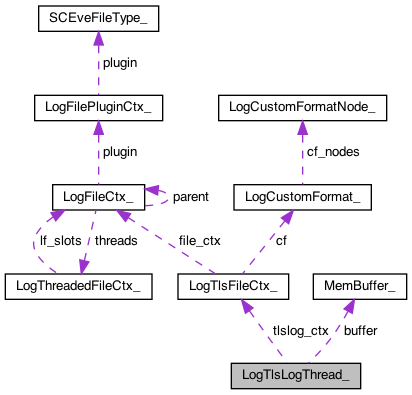 SCEveFileType_
plugin
LogFilePluginCtx_
LogCustomFormatNode_
plugin
cf_nodes
LogFileCtx_
parent
LogCustomFormat_
lf_slots
threads
file_ctx
cf
LogThreadedFileCtx_
LogTlsFileCtx_
MemBuffer_
tlslog_ctx
buffer
LogTlsLogThread_